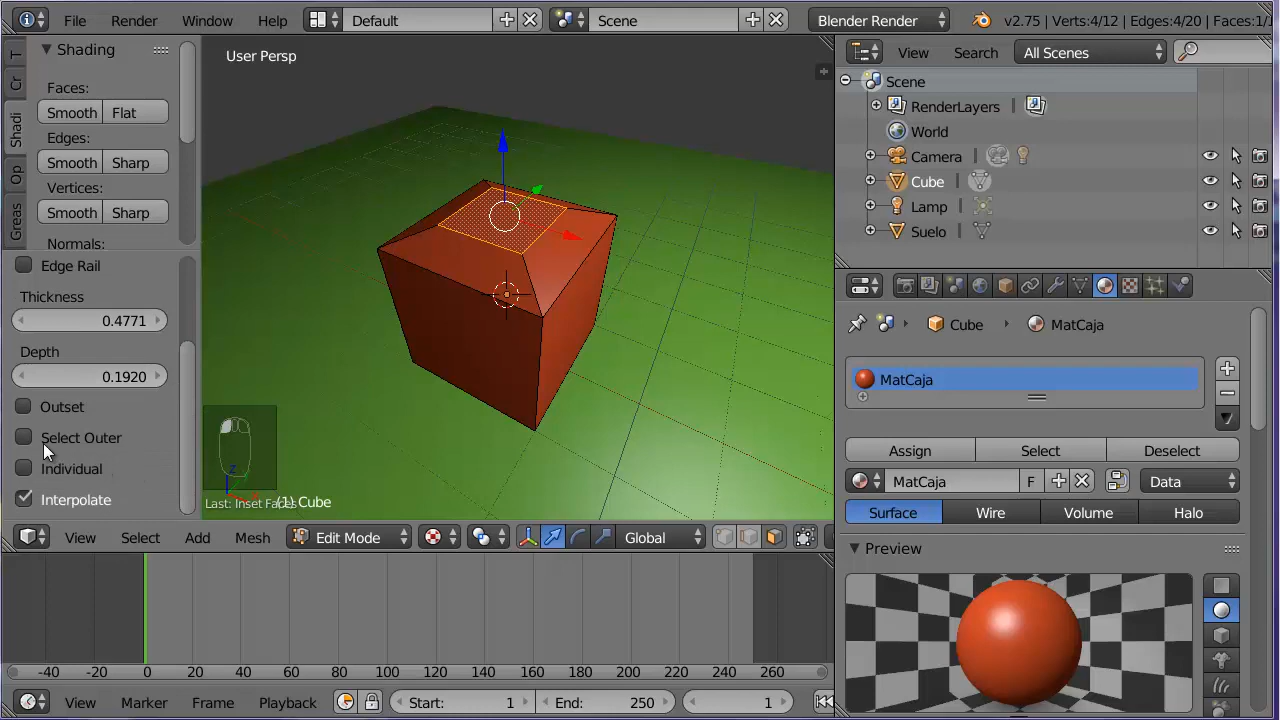 File Render Window Help Default Scene Blender Render v2.75 | Verts:4/12 | Edges:4/20 | Faces:1/
Shading
Faces:
Smooth Flat
Edges:
Smooth Sharp
Vertices:
Smooth Sharp
Normals:
T
Cr
Shadi
Op
Greas
Edge Rail
Thickness
0.4771
Depth
0.1920
Outset
Select Outer
Individual
Interpolate
User Persp
Z
Last: Inset Faces
(1) Cube
View Select Add Mesh Edit Mode Global
-40 -20 0 20 40 60 80 100 120 140 160 180 200 220 240 260
View Marker Frame Playback Start: 1 End: 250 1
View Search All Scenes
Scene
RenderLayers
World
Camera
Cube
Lamp
Suelo
Cube MatCaja
MatCaja
Assign Select Deselect
MatCaja F Data
Surface Wire Volume Halo
Preview